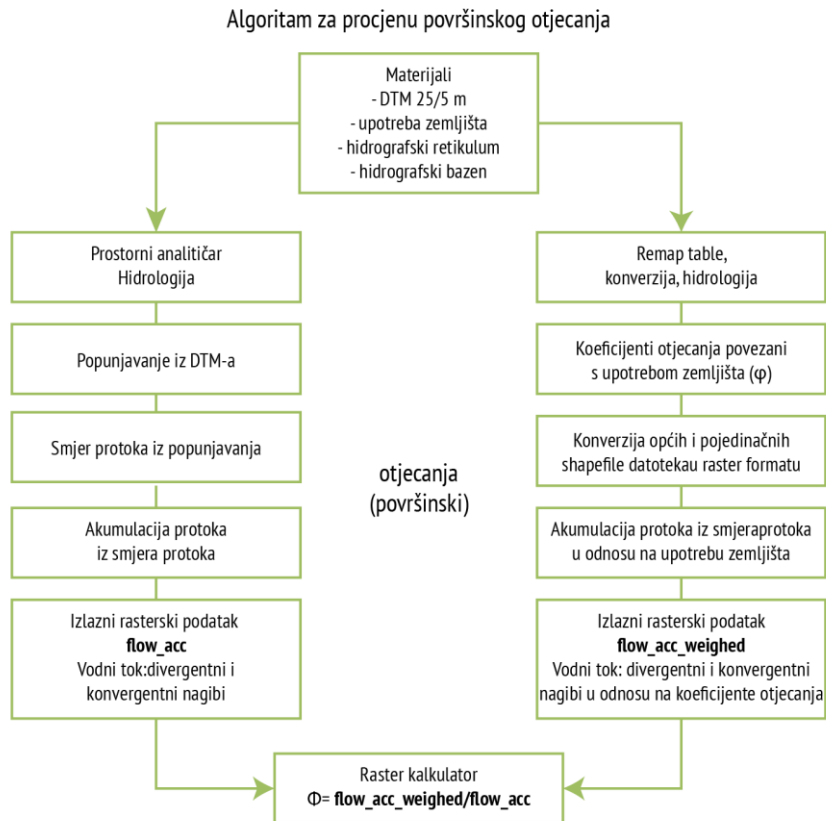 Algoritam za procjenu površinskog otjecanja
Materijali
- DTM 25/5 m
- upotreba zemljišta
- hidrografski retikulum
- hidrografski bazen
Prostorni analitičar
Hidrologija
Popunjavanje iz DTM-a
Smjer protoka iz popunjavanja
Akumulacija protoka
iz smjera protoka
Izlazni rasterski podatak
flow_acc
Vodni tok:divergentni i
konvergentni nagibi
otjecanja
(površinski)
Remap table,
konverzija, hidrologija
Koeficijenti otjecanja povezani
s upotrebom zemljišta (φ)
Konverzija općih i pojedinačnih
shapefile datotekau raster formatu
Akumulacija protoka iz smjeraprotoka
u odnosu na upotrebu zemljišta
Izlazni rasterski podatak
flow_acc_weighed
Vodni tok: divergentni i konvergentni
nagibi u odnosu na koeficijente otjecanja
Raster kalkulator
Φ= flow_acc_weighed/flow_acc